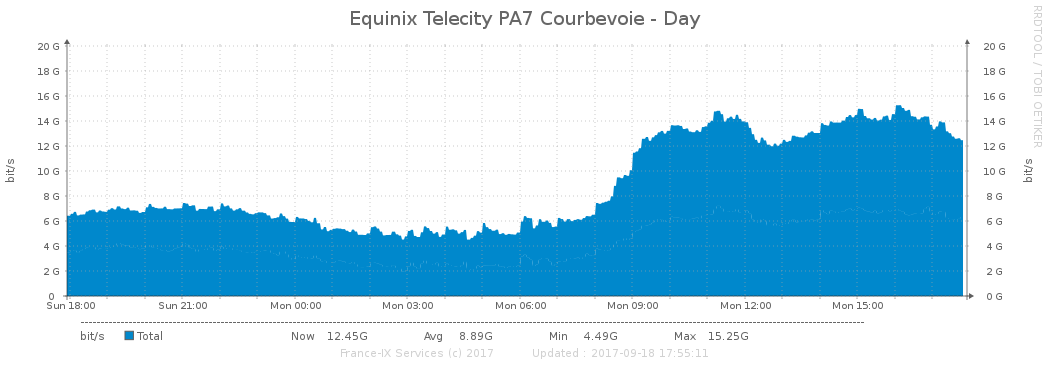 Equinix Telecity PA7 Courbevoie - Day
RRDTOOL / TOBI OETIKER
bit/s
20 G 20 G
18 G 18 G
16 G 16 G
14 G 14 G
12 G 12 G
10 G 10 G
8 G 8 G
6 G 6 G
4 G 4 G
2 G 2 G
0 0 G
bit/s
Sun 18:00 Sun 21:00 Mon 00:00 Mon 03:00 Mon 06:00 Mon 09:00 Mon 12:00 Mon 15:00
bit/s Total Now 12.45G Avg 8.89G Min 4.49G Max 15.25G
France-IX Services (c) 2017 Updated : 2017-09-18 17:55:11